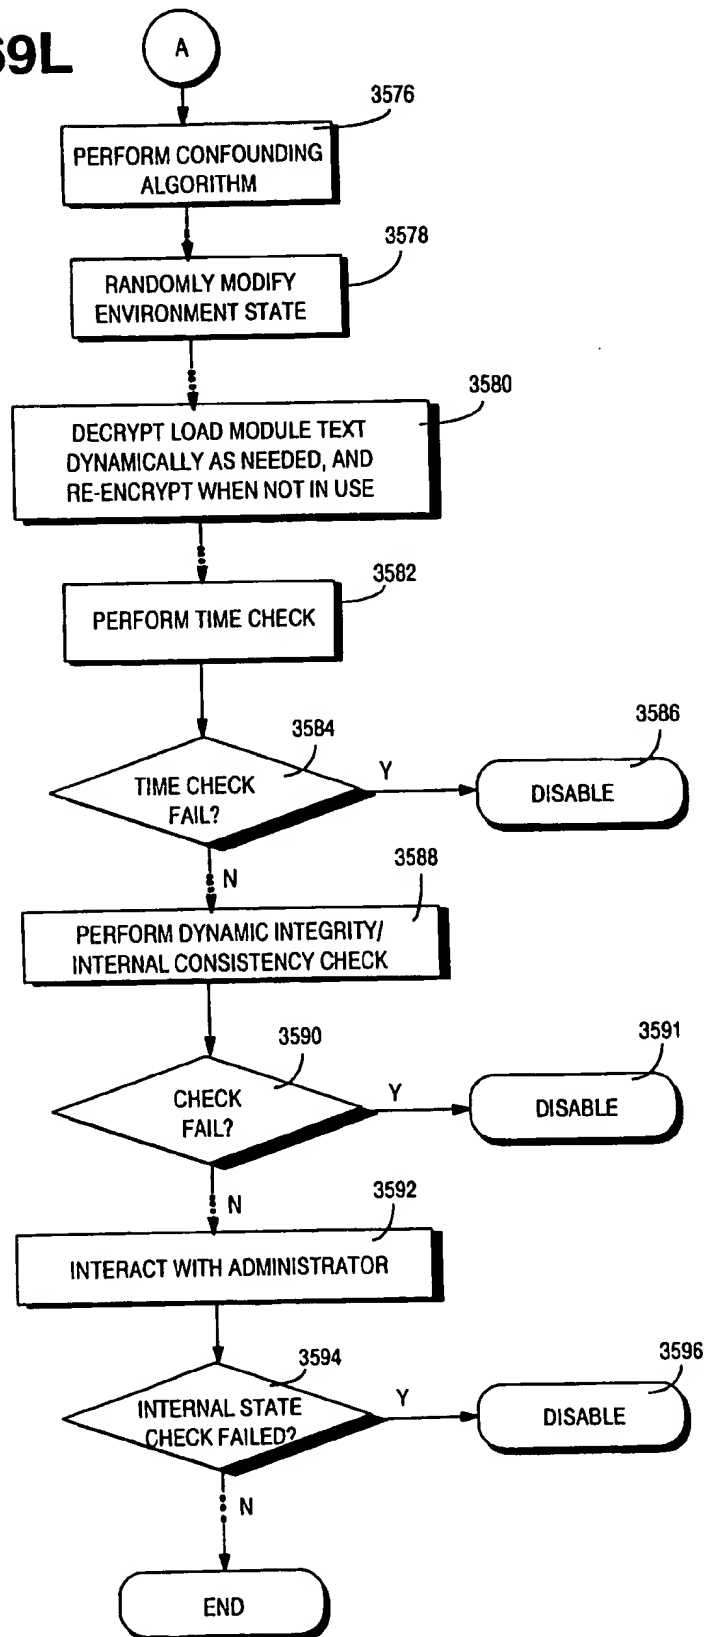 69L
A
3576
PERFORM CONFOUNDING
ALGORITHM
3578
RANDOMLY MODIFY
ENVIRONMENT STATE
3580
DECRYPT LOAD MODULE TEXT
DYNAMICALLY AS NEEDED, AND
RE-ENCRYPT WHEN NOT IN USE
3582
PERFORM TIME CHECK
3584
TIME CHECK
FAIL?
Y
3586
DISABLE
N
3588
PERFORM DYNAMIC INTEGRITY/
INTERNAL CONSISTENCY CHECK
3590
CHECK
FAIL?
Y
3591
DISABLE
N
3592
INTERACT WITH ADMINISTRATOR
3594
INTERNAL STATE
CHECK FAILED?
Y
3596
DISABLE
N
END